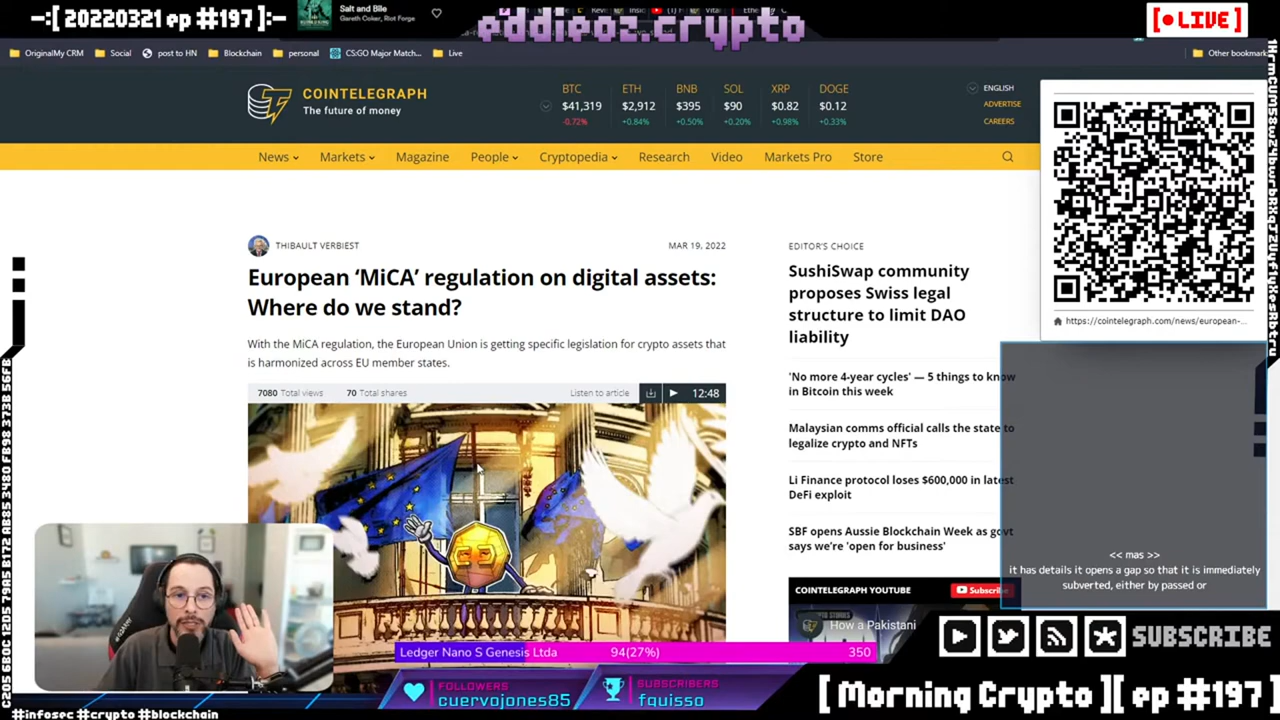 -:[ 20220321 ep #197]:-
Salt and Bile
Gareth Coker, Riot Forge
eddieoz.crypto
[● LIVE]
OriginalMy CRM
Social
post to HN
Blockchain
personal
CS:GO Major Match...
Live
Other bookmark
COINTELEGRAPH
The future of money
BTC ETH BNB SOL XRP DOGE
$41,319 $2,912 $395 $90 $0.82 $0.12
-0.72% +0.84% +0.50% +0.20% +0.98% +0.33%
ENGLISH
ADVERTISE
CAREERS
News Markets Magazine People Cryptopedia Research Video Markets Pro Store
THIBAULT VERBIEST
MAR 19, 2022
European ‘MiCA’ regulation on digital assets:
Where do we stand?
With the MiCA regulation, the European Union is getting specific legislation for crypto assets that
is harmonized across EU member states.
7080 Total views 70 Total shares Listen to article 12:48
EDITOR'S CHOICE
SushiSwap community
proposes Swiss legal
structure to limit DAO
liability
'No more 4-year cycles' — 5 things to know
in Bitcoin this week
Malaysian comms official calls the state to
legalize crypto and NFTs
Li Finance protocol loses $600,000 in latest
DeFi exploit
SBF opens Aussie Blockchain Week as govt
says we're 'open for business'
COINTELEGRAPH YOUTUBE
Subscribe
How a Pakistani
https://cointelegraph.com/news/european-...
<< mas >>
it has details it opens a gap so that it is immediately
subverted, either by passed or
SUBSCRIBE
Ledger Nano S Genesis Ltda 94(27%) 350
FOLLOWERS
cuervojones85
SUBSCRIBERS
fquisso
[ Morning Crypto ][ ep #197]
#infosec #crypto #blockchain